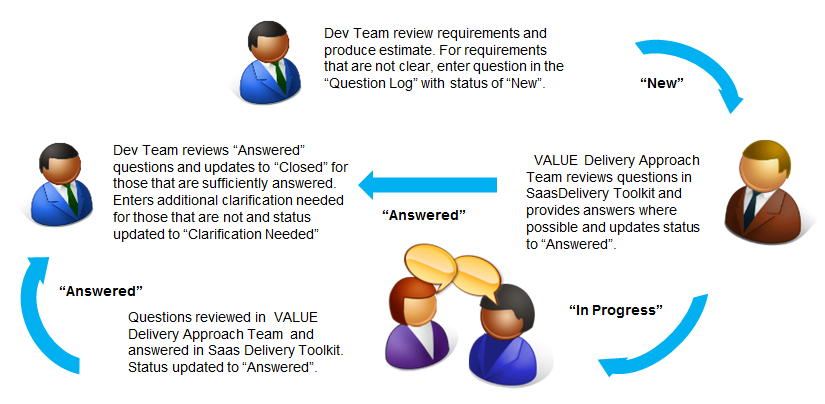 Dev Team review requirements and
produce estimate. For requirements
that are not clear, enter question in the
“Question Log” with status of “New”.
“New”
Dev Team reviews “Answered”
questions and updates to “Closed” for
those that are sufficiently answered.
Enters additional clarification needed
for those that are not and status
updated to “Clarification Needed”
VALUE Delivery Approach
Team reviews questions in
SaasDelivery Toolkit and
provides answers where
possible and updates status
to “Answered”.
“Answered”
“In Progress”
“Answered”
Questions reviewed in VALUE
Delivery Approach Team and
answered in Saas Delivery Toolkit.
Status updated to “Answered”.